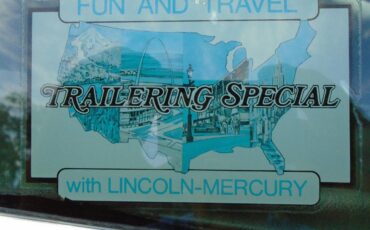 FUN AND TRAVEL
TRAILERING SPECIAL
with LINCOLN-MERCURY